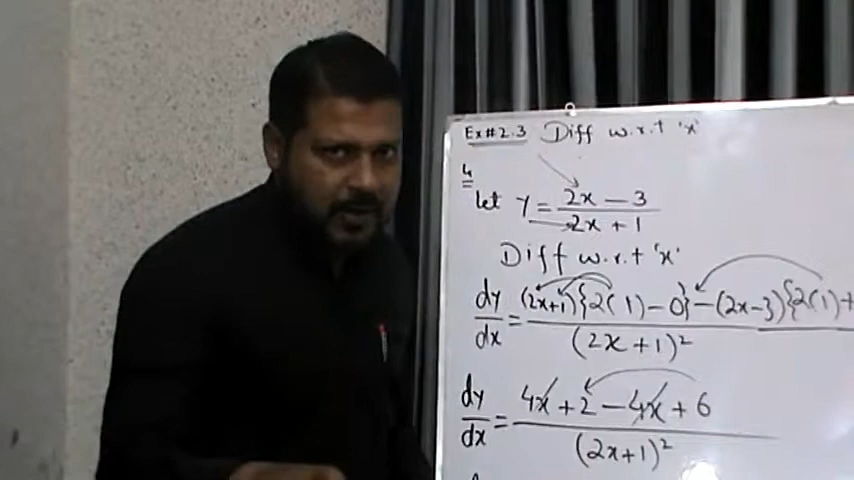 Ex#2.3 Diff w.r.t 'x'
4
Let y = (2x - 3)/(2x + 1)
Diff w.r.t 'x'
dy/dx = ((2x+1){2(1) - 0} - (2x-3){2(1)+)/(2x+1)²
dy/dx = (4x + 2 - 4x + 6)/(2x+1)²